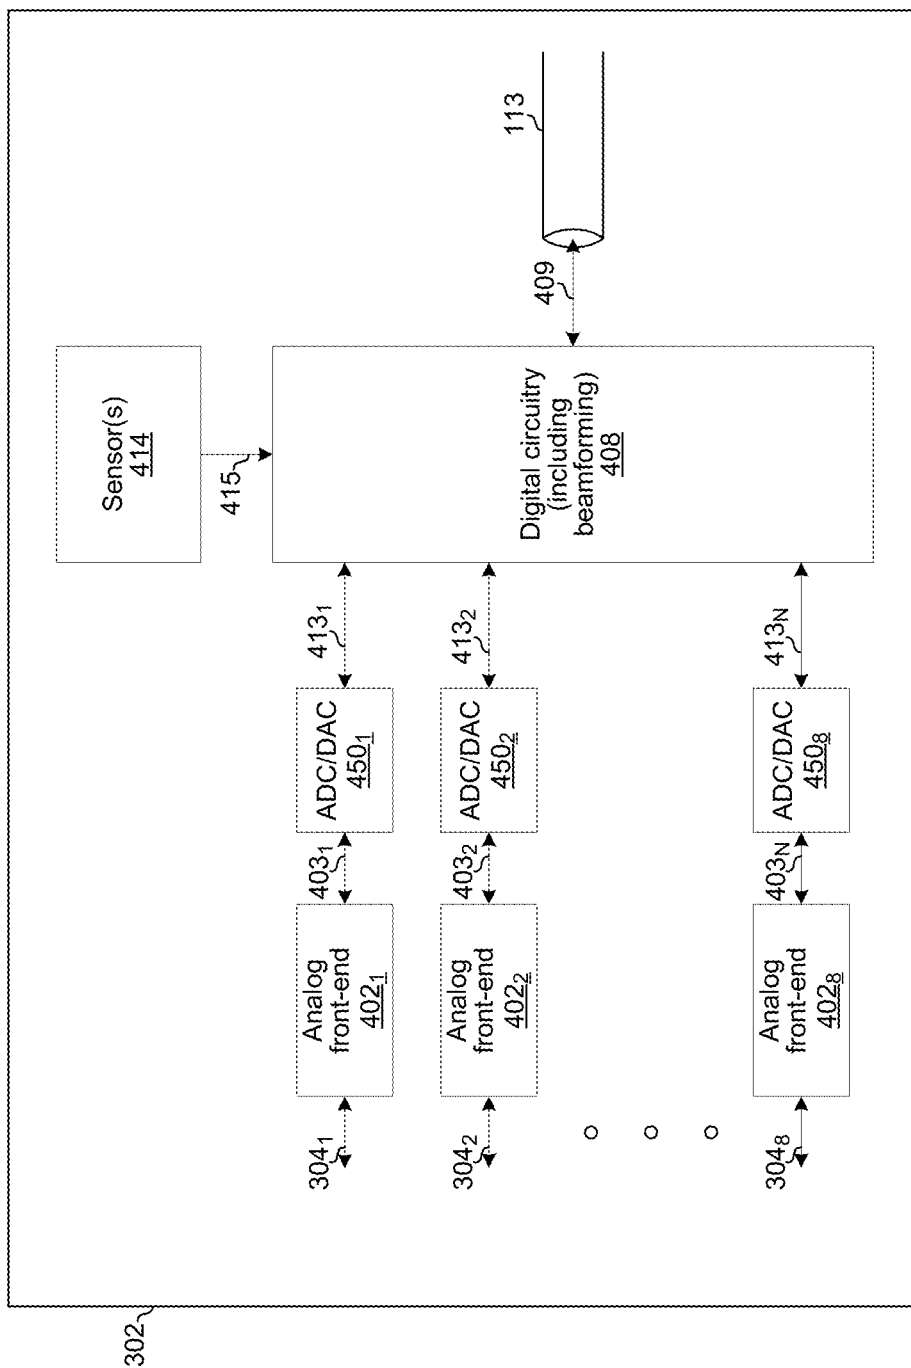 302
Sensor(s)
414
415
113
409
Digital circuitry
(including
beamforming)
408
304₁
Analog
front-end
402₁
403₁
ADC/DAC
450₁
413₁
304₂
Analog
front-end
402₂
403₂
ADC/DAC
450₂
413₂
304₈
Analog
front-end
402₈
403N
ADC/DAC
450₈
413N